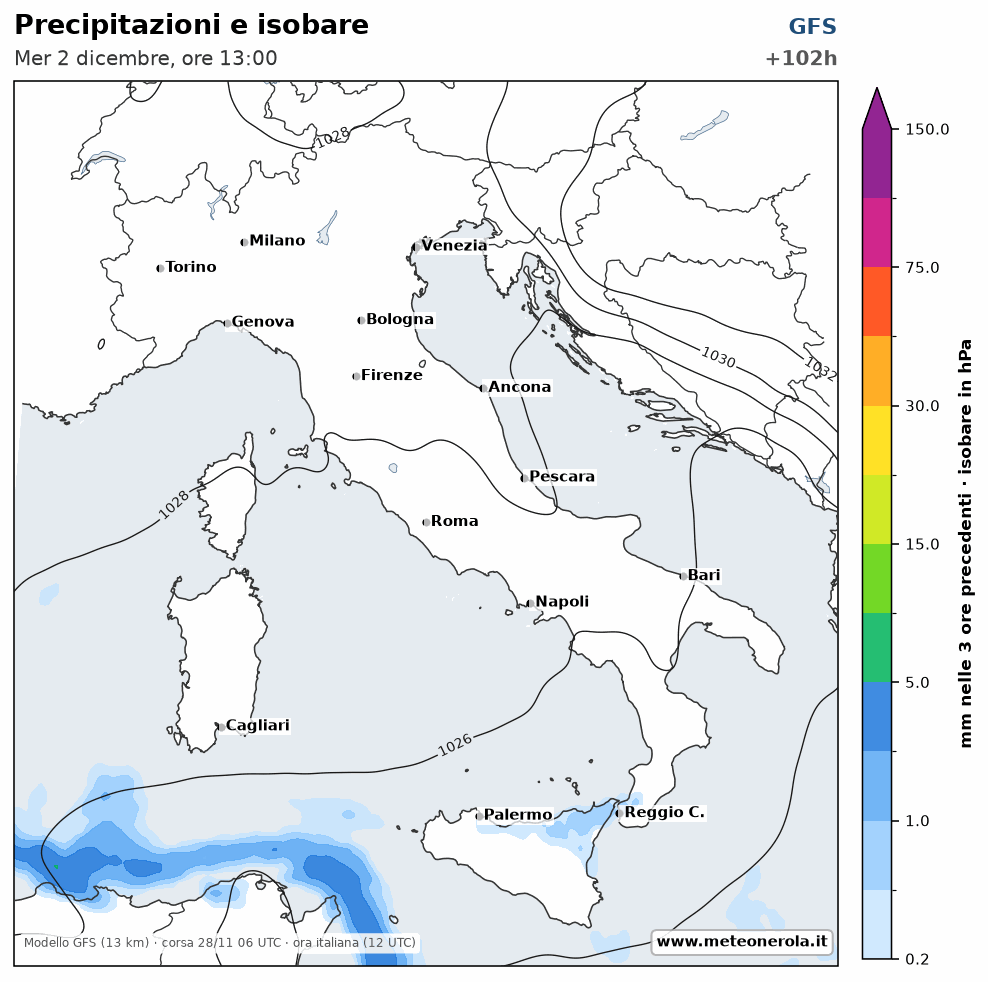 Precipitazioni e isobare
GFS
Mer 2 dicembre, ore 13:00
+102h
1028
Milano
Venezia
Torino
Genova
Bologna
1030
1032
Firenze
Ancona
Pescara
1028
Roma
Bari
Napoli
Cagliari
1026
Palermo
Reggio C.
Modello GFS (13 km) · corsa 28/11 06 UTC · ora italiana (12 UTC)
www.meteonerola.it
150.0
75.0
30.0
15.0
5.0
1.0
0.2
mm nelle 3 ore precedenti · isobare in hPa